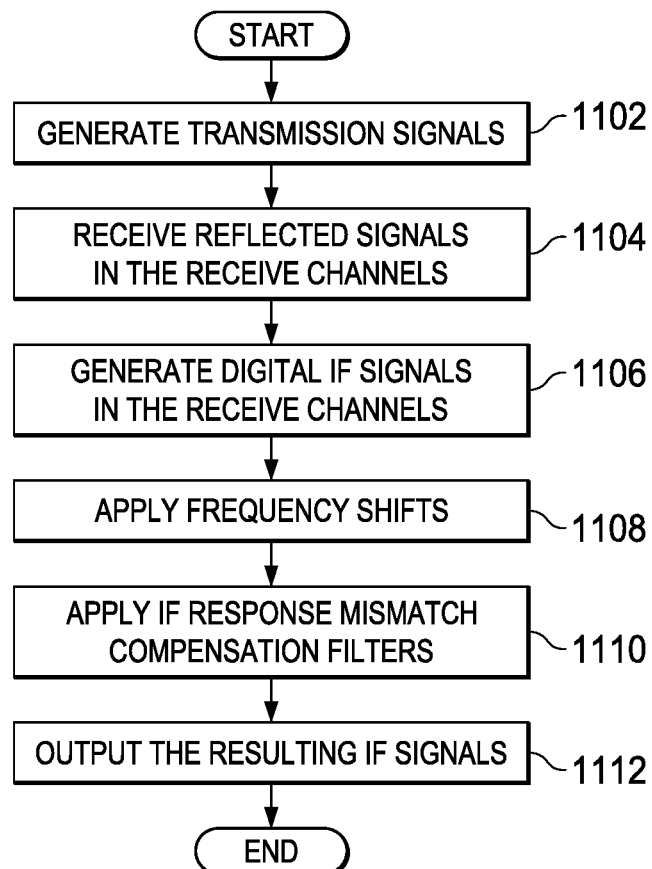 START
GENERATE TRANSMISSION SIGNALS
1102
RECEIVE REFLECTED SIGNALS
IN THE RECEIVE CHANNELS
1104
GENERATE DIGITAL IF SIGNALS
IN THE RECEIVE CHANNELS
1106
APPLY FREQUENCY SHIFTS
1108
APPLY IF RESPONSE MISMATCH
COMPENSATION FILTERS
1110
OUTPUT THE RESULTING IF SIGNALS
1112
END